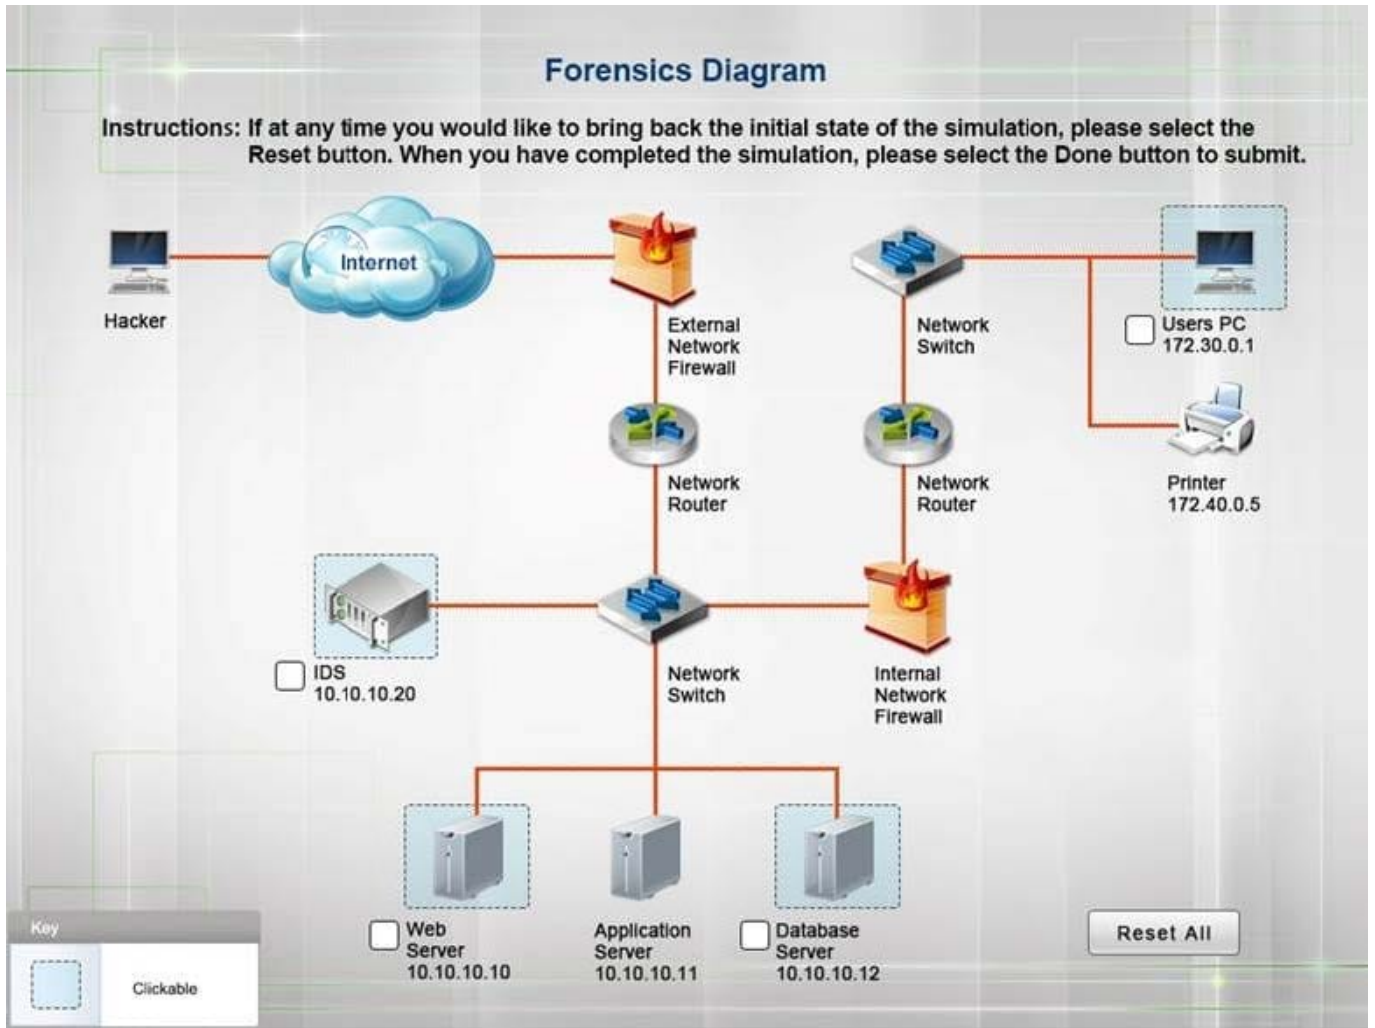 Forensics Diagram
Instructions: If at any time you would like to bring back the initial state of the simulation, please select the
Reset button. When you have completed the simulation, please select the Done button to submit.
Internet
Hacker
External
Network
Firewall
Network
Switch
Users PC
172.30.0.1
Network
Router
Network
Router
Printer
172.40.0.5
IDS
10.10.10.20
Network
Switch
Internal
Network
Firewall
Web
Server
10.10.10.10
Application
Server
10.10.10.11
Database
Server
10.10.10.12
Reset All
Key
Clickable